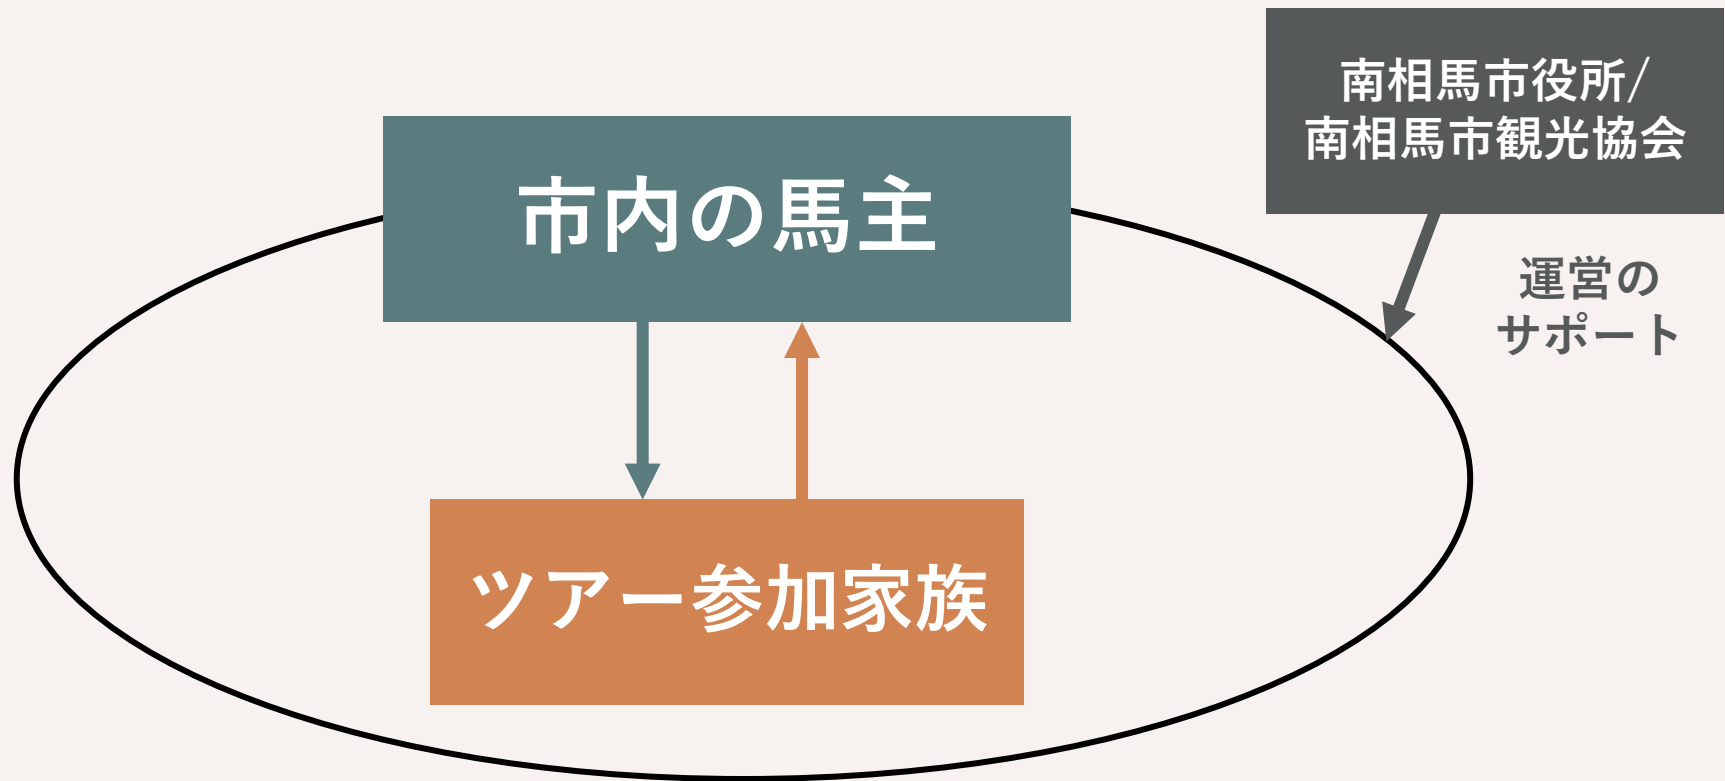 南相馬市役所/
南相馬市観光協会
市内の馬主
運営の
サポート
ツアー参加家族